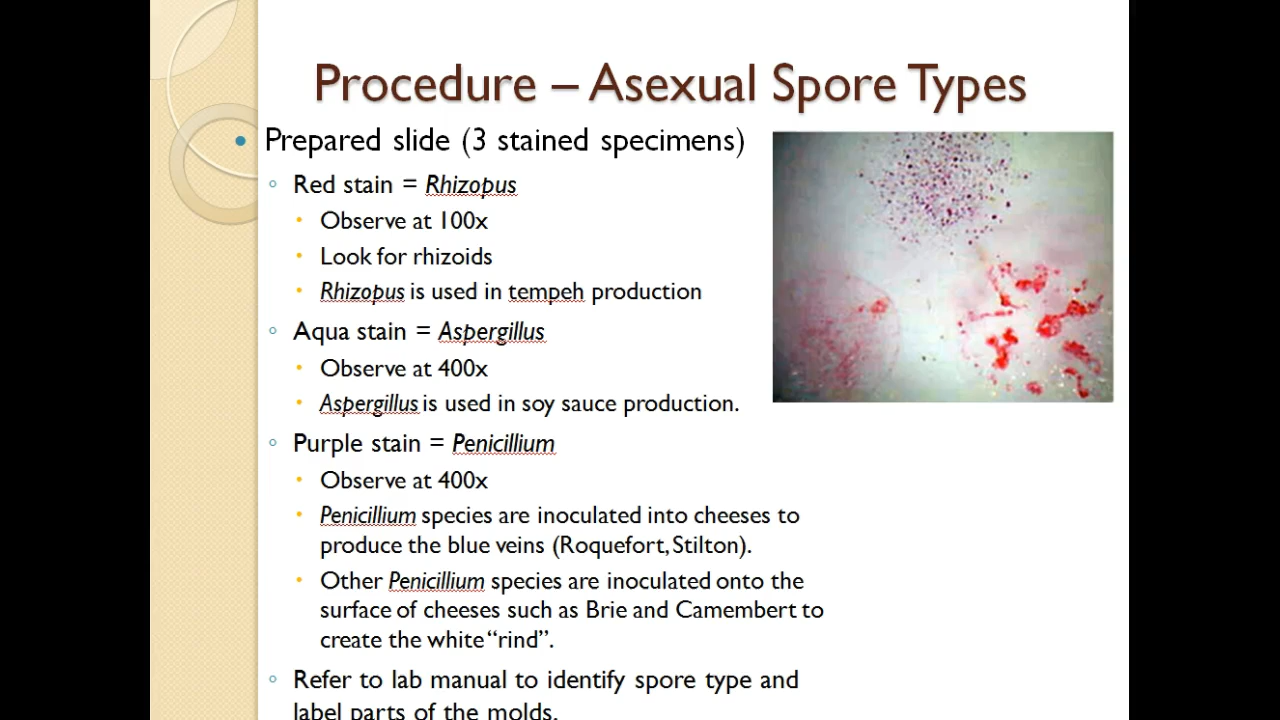 Procedure – Asexual Spore Types
• Prepared slide (3 stained specimens)
◦ Red stain = Rhizopus
• Observe at 100x
• Look for rhizoids
• Rhizopus is used in tempeh production
◦ Aqua stain = Aspergillus
• Observe at 400x
• Aspergillus is used in soy sauce production.
◦ Purple stain = Penicillium
• Observe at 400x
• Penicillium species are inoculated into cheeses to
produce the blue veins (Roquefort, Stilton).
• Other Penicillium species are inoculated onto the
surface of cheeses such as Brie and Camembert to
create the white “rind”.
◦ Refer to lab manual to identify spore type and
label parts of the molds.